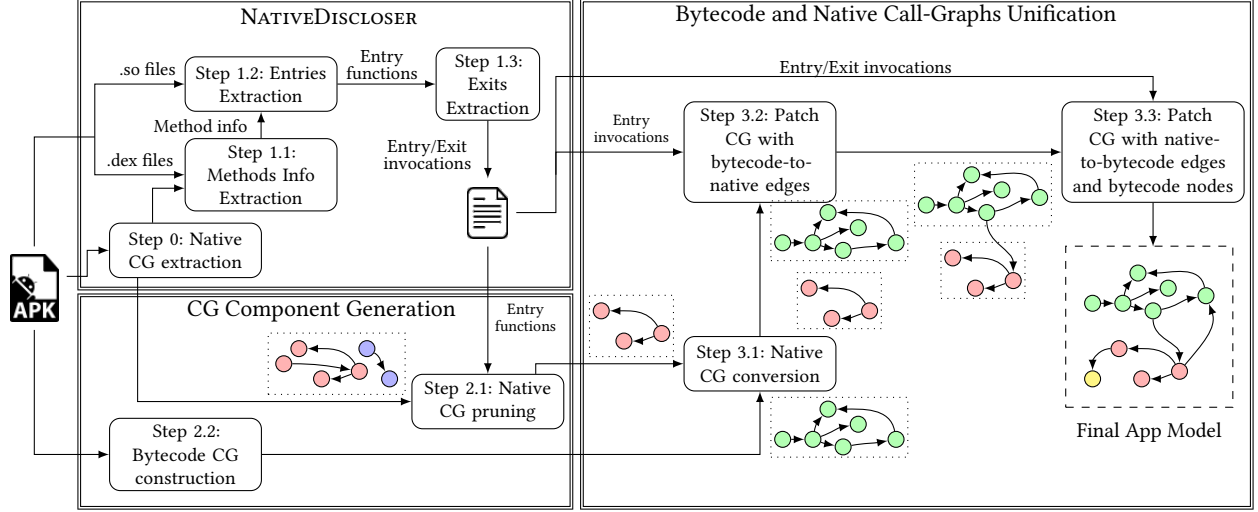 NATIVEDISCLOSER
Bytecode and Native Call-Graphs Unification
.so files
Step 1.2: Entries
Extraction
Entry
functions
Step 1.3:
Exits
Extraction
Entry/Exit invocations
Method info
.dex files
Step 1.1:
Methods Info
Extraction
Entry/Exit
invocations
Entry
invocations
Step 3.2: Patch
CG with
bytecode-to-
native edges
Step 3.3: Patch
CG with native-
to-bytecode edges
and bytecode nodes
Step 0: Native
CG extraction
APK
CG Component Generation
Entry
functions
Step 2.1: Native
CG pruning
Step 3.1: Native
CG conversion
Step 2.2:
Bytecode CG
construction
Final App Model